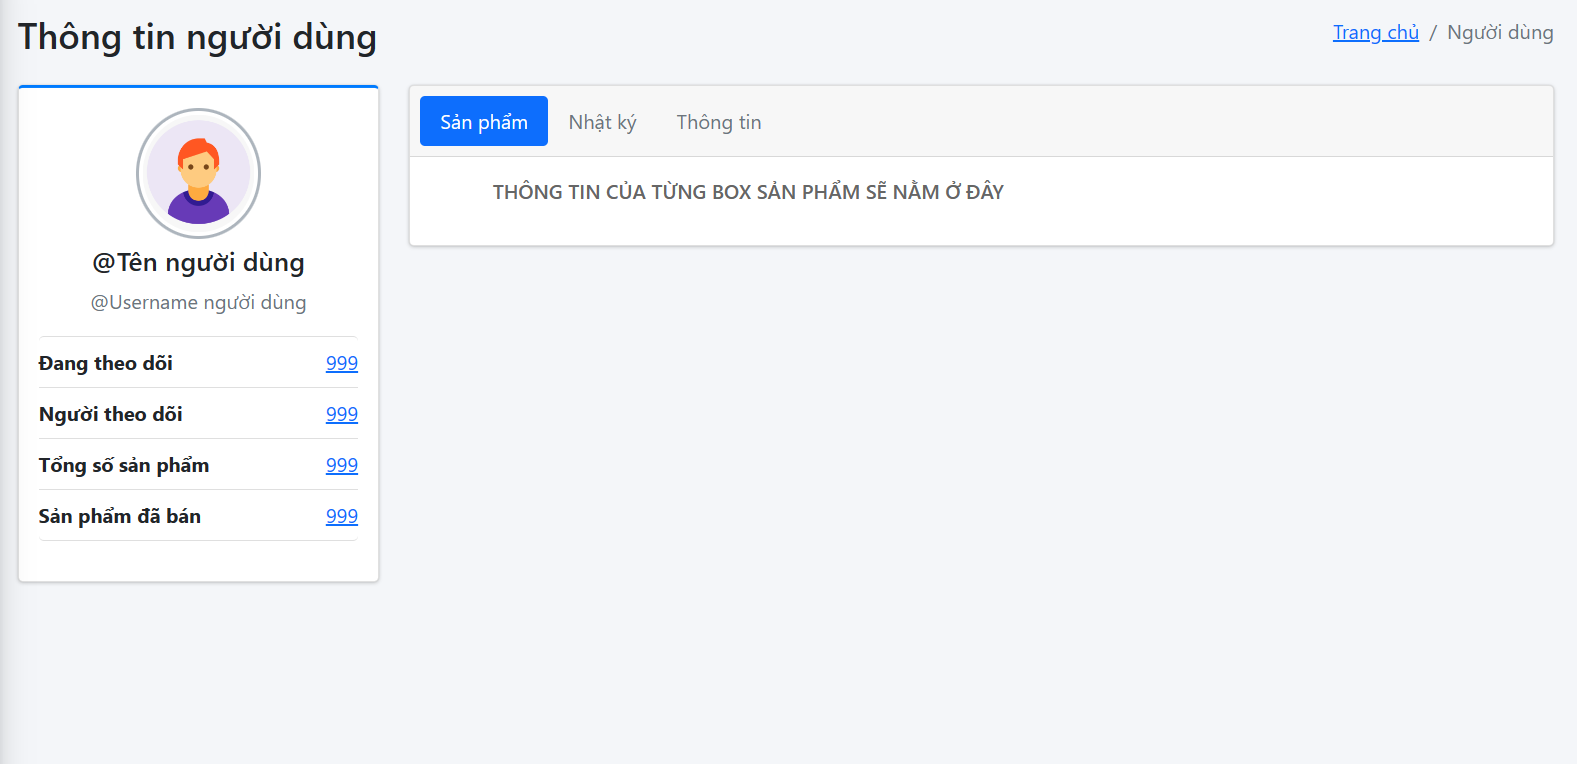 Thông tin người dùng
Trang chủ / Người dùng
@Tên người dùng
@Username người dùng
Đang theo dõi 999
Người theo dõi 999
Tổng số sản phẩm 999
Sản phẩm đã bán 999
Sản phẩm Nhật ký Thông tin
THÔNG TIN CỦA TỪNG BOX SẢN PHẨM SẼ NẰM Ở ĐÂY